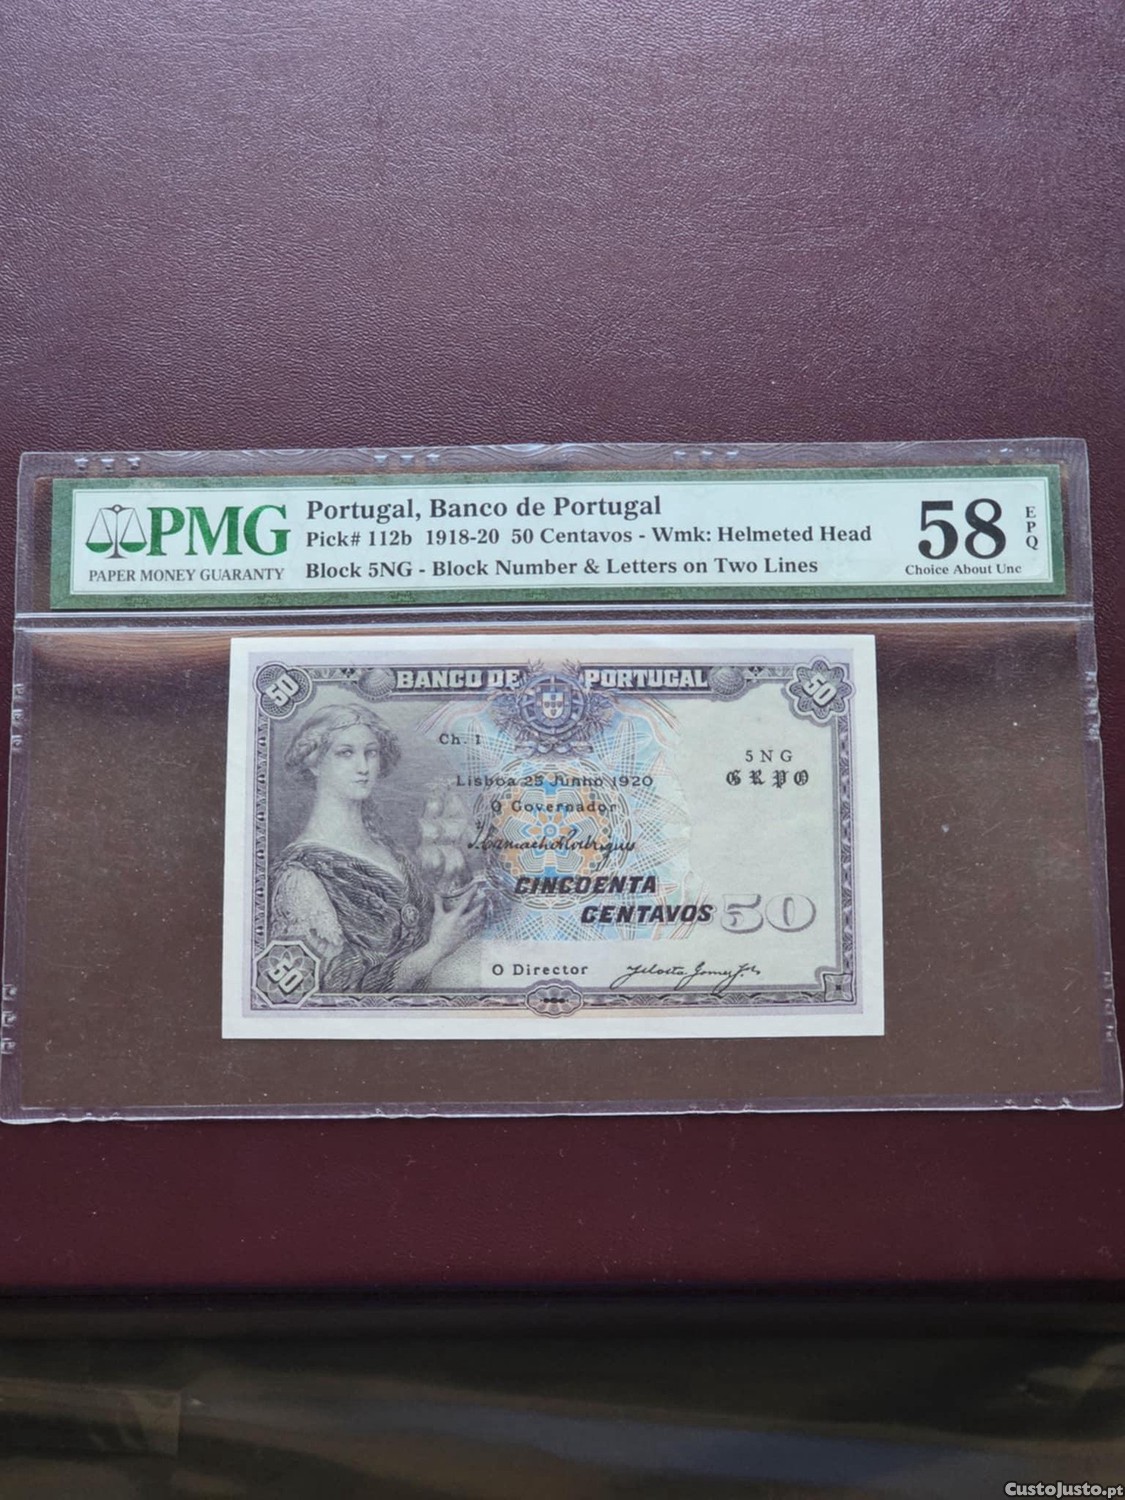 PMG
PAPER MONEY GUARANTY
Portugal, Banco de Portugal
Pick# 112b 1918-20 50 Centavos - Wmk: Helmeted Head
Block 5NG - Block Number & Letters on Two Lines
58
EPQ
Choice About Unc
50
BANCO DE PORTUGAL
50
Ch. 1
5NG
GRPO
Lisboa 25 Junho 1920
O Governador
CINCOENTA
CENTAVOS
50
50
O Director
CustoJusto.pt